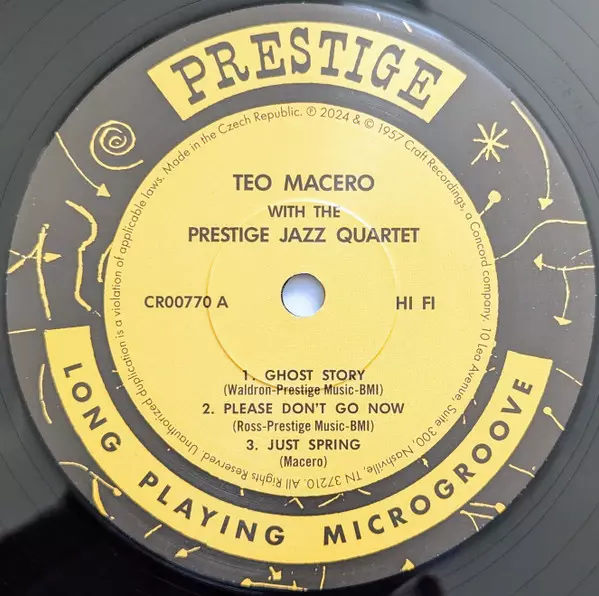 PRESTIGE
TEO MACERO
WITH THE
PRESTIGE JAZZ QUARTET
CR00770 A
HI FI
1. GHOST STORY
(Waldron-Prestige Music-BMI)
2. PLEASE DON'T GO NOW
(Ross-Prestige Music-BMI)
3. JUST SPRING
(Macero)
All Rights Reserved. Unauthorized duplication is a violation of applicable laws. Made in the Czech Republic. ℗ 2024 & © 1957 Craft Recordings, a Concord company, 10 Lea Avenue, Suite 300, Nashville, TN 37210.
LONG PLAYING MICROGROOVE